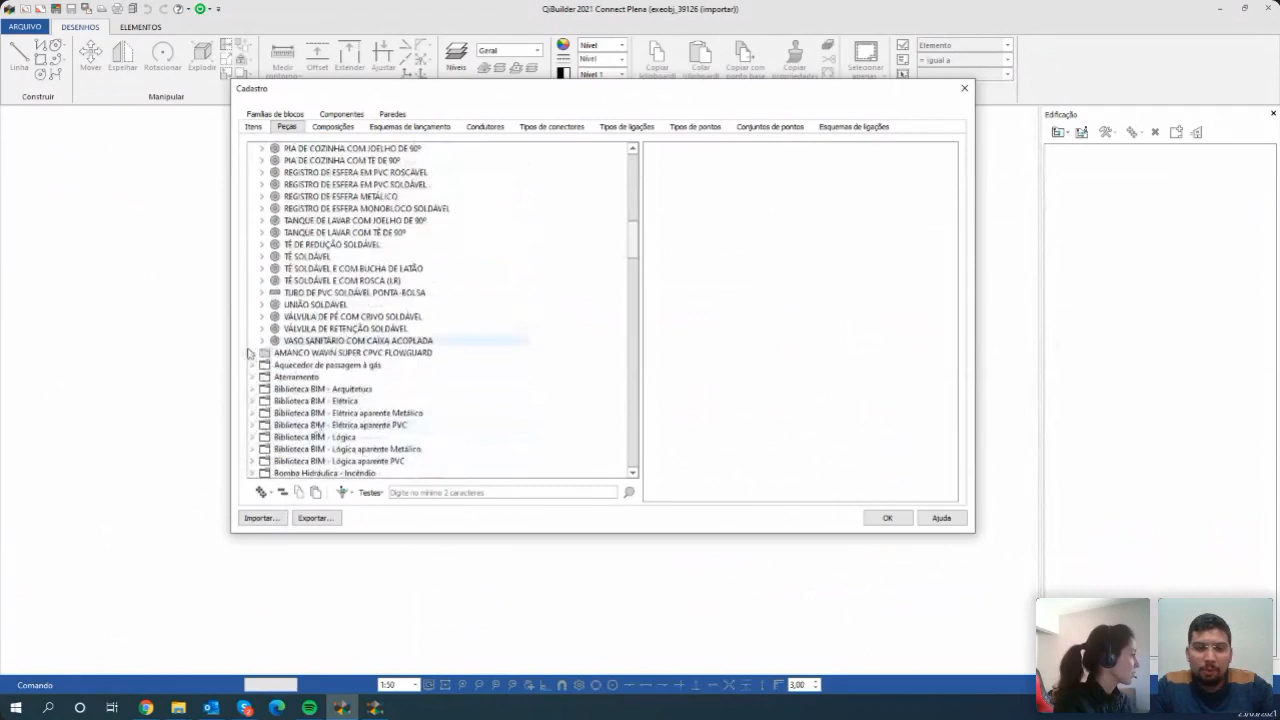 QiBuilder 2021 Connect Plena (exeobj_39126 (importar))
ARQUIVO DESENHOS ELEMENTOS
Linha Mover Espelhar Rotacionar Explodir Medir Offset Estender Ajustar Níveis Geral Nível Nível Nível 1 Copiar Colar Copiar com Copiar Selecionar Elemento = igual a
Construir Manipular
Cadastro
Edificação
Famílias de blocos Componentes Paredes
Itens Peças Composições Esquemas de lançamento Condutores Tipos de conectores Tipos de ligações Tipos de pontos Conjuntos de pontos Esquemas de ligações
PIA DE COZINHA COM JOELHO DE 90º
PIA DE COZINHA COM TE DE 90º
REGISTRO DE ESFERA EM PVC ROSCÁVEL
REGISTRO DE ESFERA EM PVC SOLDÁVEL
REGISTRO DE ESFERA METÁLICO
REGISTRO DE ESFERA MONOBLOCO SOLDÁVEL
TANQUE DE LAVAR COM JOELHO DE 90º
TANQUE DE LAVAR COM TÊ DE 90º
TÊ DE REDUÇÃO SOLDÁVEL
TÊ SOLDÁVEL
TÊ SOLDÁVEL E COM BUCHA DE LATÃO
TÊ SOLDÁVEL E COM ROSCA (LR)
TUBO DE PVC SOLDÁVEL PONTA-BOLSA
UNIÃO SOLDÁVEL
VÁLVULA DE PÉ COM CRIVO SOLDÁVEL
VÁLVULA DE RETENÇÃO SOLDÁVEL
VASO SANITÁRIO COM CAIXA ACOPLADA
AMANCO WAVIN SUPER CPVC FLOWGUARD
Aquecedor de passagem à gás
Aterramento
Biblioteca BIM - Arquitetura
Biblioteca BIM - Elétrica
Biblioteca BIM - Elétrica aparente Metálico
Biblioteca BIM - Elétrica aparente PVC
Biblioteca BIM - Lógica
Biblioteca BIM - Lógica aparente Metálico
Biblioteca BIM - Lógica aparente PVC
Bomba Hidráulica - Incêndio
Testes Digite no mínimo 2 caracteres
Importar... Exportar... OK Ajuda
Comando 1:50 3,00